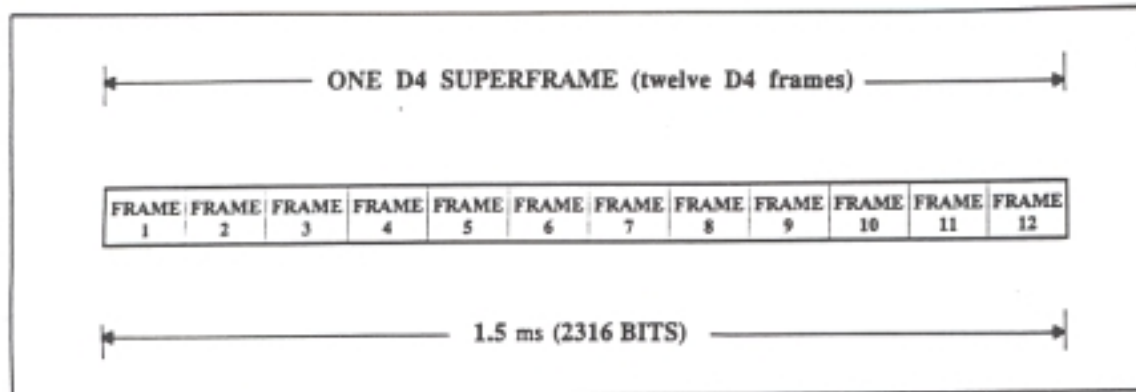 ONE D4 SUPERFRAME (twelve D4 frames)
FRAME FRAME FRAME FRAME FRAME FRAME FRAME FRAME FRAME FRAME FRAME FRAME
1 2 3 4 5 6 7 8 9 10 11 12
1.5 ms (2316 BITS)